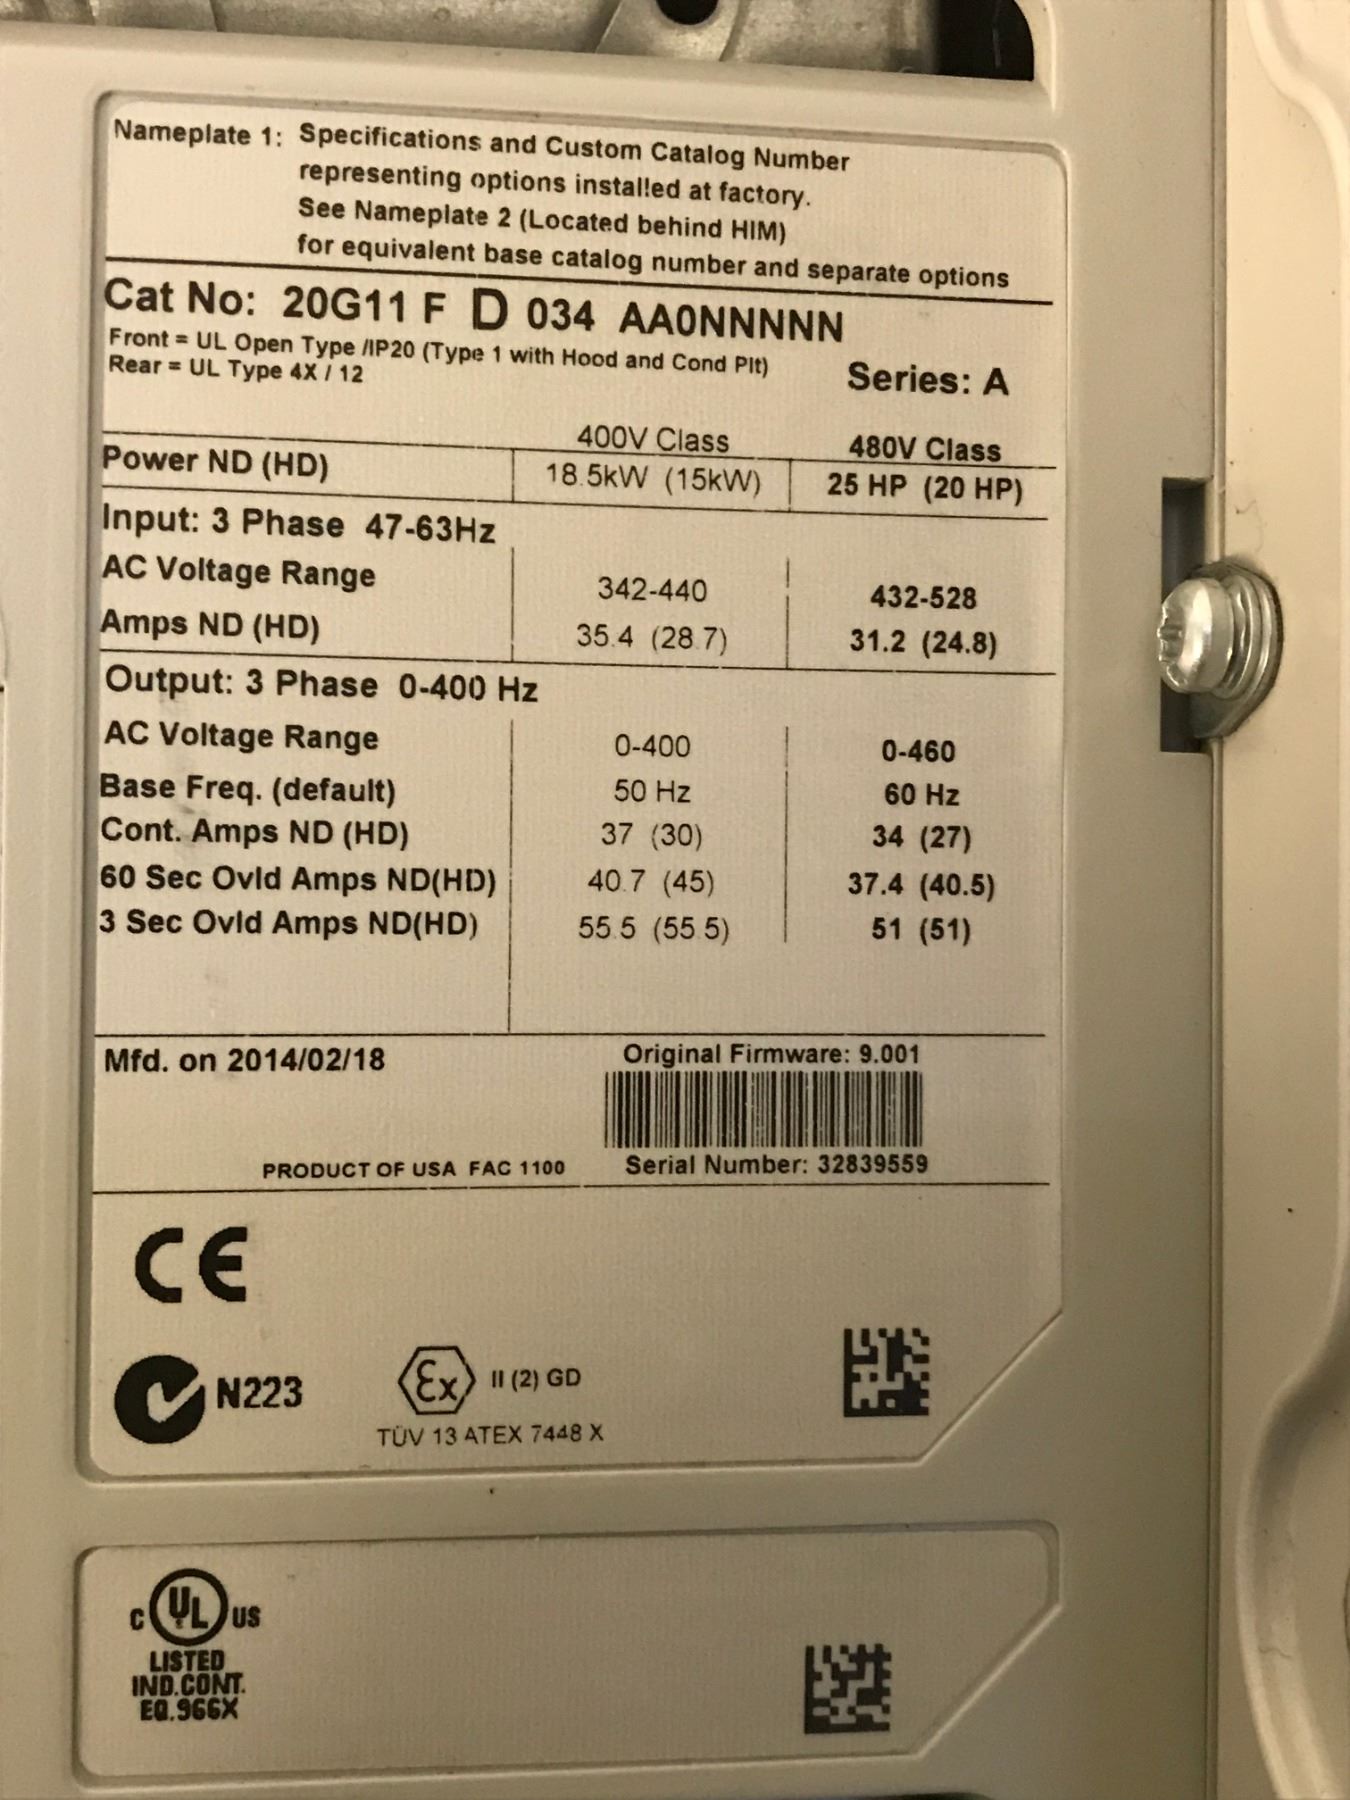 Nameplate 1: Specifications and Custom Catalog Number
representing options installed at factory.
See Nameplate 2 (Located behind HIM)
for equivalent base catalog number and separate options
Cat No: 20G11 F D 034 AA0NNNNN
Front = UL Open Type /IP20 (Type 1 with Hood and Cond Plt)
Rear = UL Type 4X / 12
Series: A
400V Class 480V Class
Power ND (HD) 18.5kW (15kW) 25 HP (20 HP)
Input: 3 Phase 47-63Hz
AC Voltage Range 342-440 432-528
Amps ND (HD) 35.4 (28.7) 31.2 (24.8)
Output: 3 Phase 0-400 Hz
AC Voltage Range 0-400 0-460
Base Freq. (default) 50 Hz 60 Hz
Cont. Amps ND (HD) 37 (30) 34 (27)
60 Sec Ovld Amps ND(HD) 40.7 (45) 37.4 (40.5)
3 Sec Ovld Amps ND(HD) 55.5 (55.5) 51 (51)
Mfd. on 2014/02/18 Original Firmware: 9.001
PRODUCT OF USA FAC 1100 Serial Number: 32839559
CE
N223
Ex II (2) GD
TÜV 13 ATEX 7448 X
C UL US
LISTED
IND.CONT.
EQ.966X